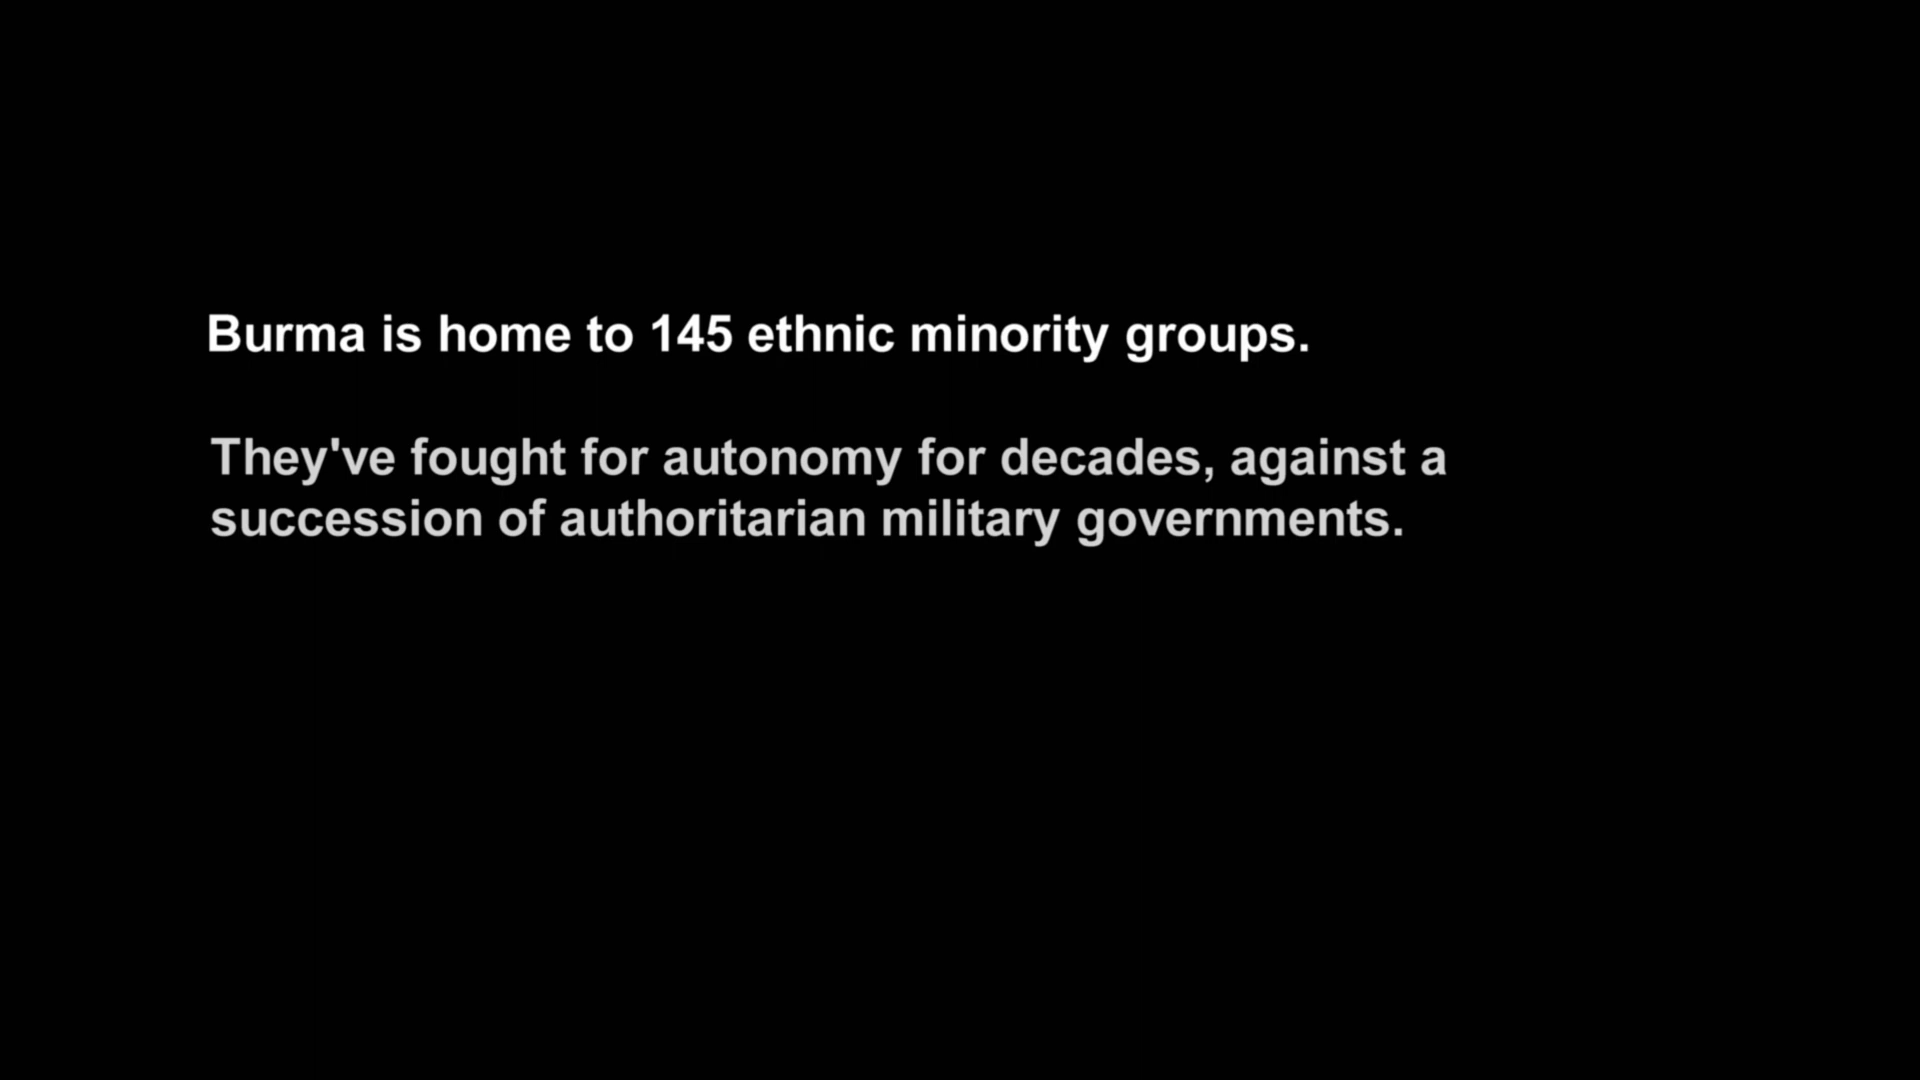 Burma is home to 145 ethnic minority groups.
They've fought for autonomy for decades, against a
succession of authoritarian military governments.